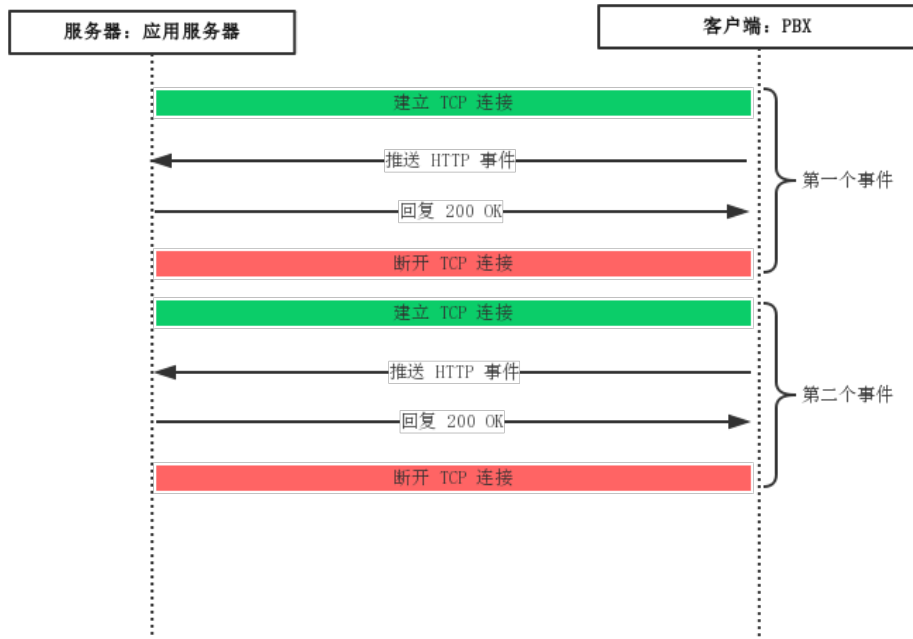 服务器：应用服务器
客户端：PBX
建立 TCP 连接
推送 HTTP 事件
第一个事件
回复 200 OK
断开 TCP 连接
建立 TCP 连接
推送 HTTP 事件
第二个事件
回复 200 OK
断开 TCP 连接